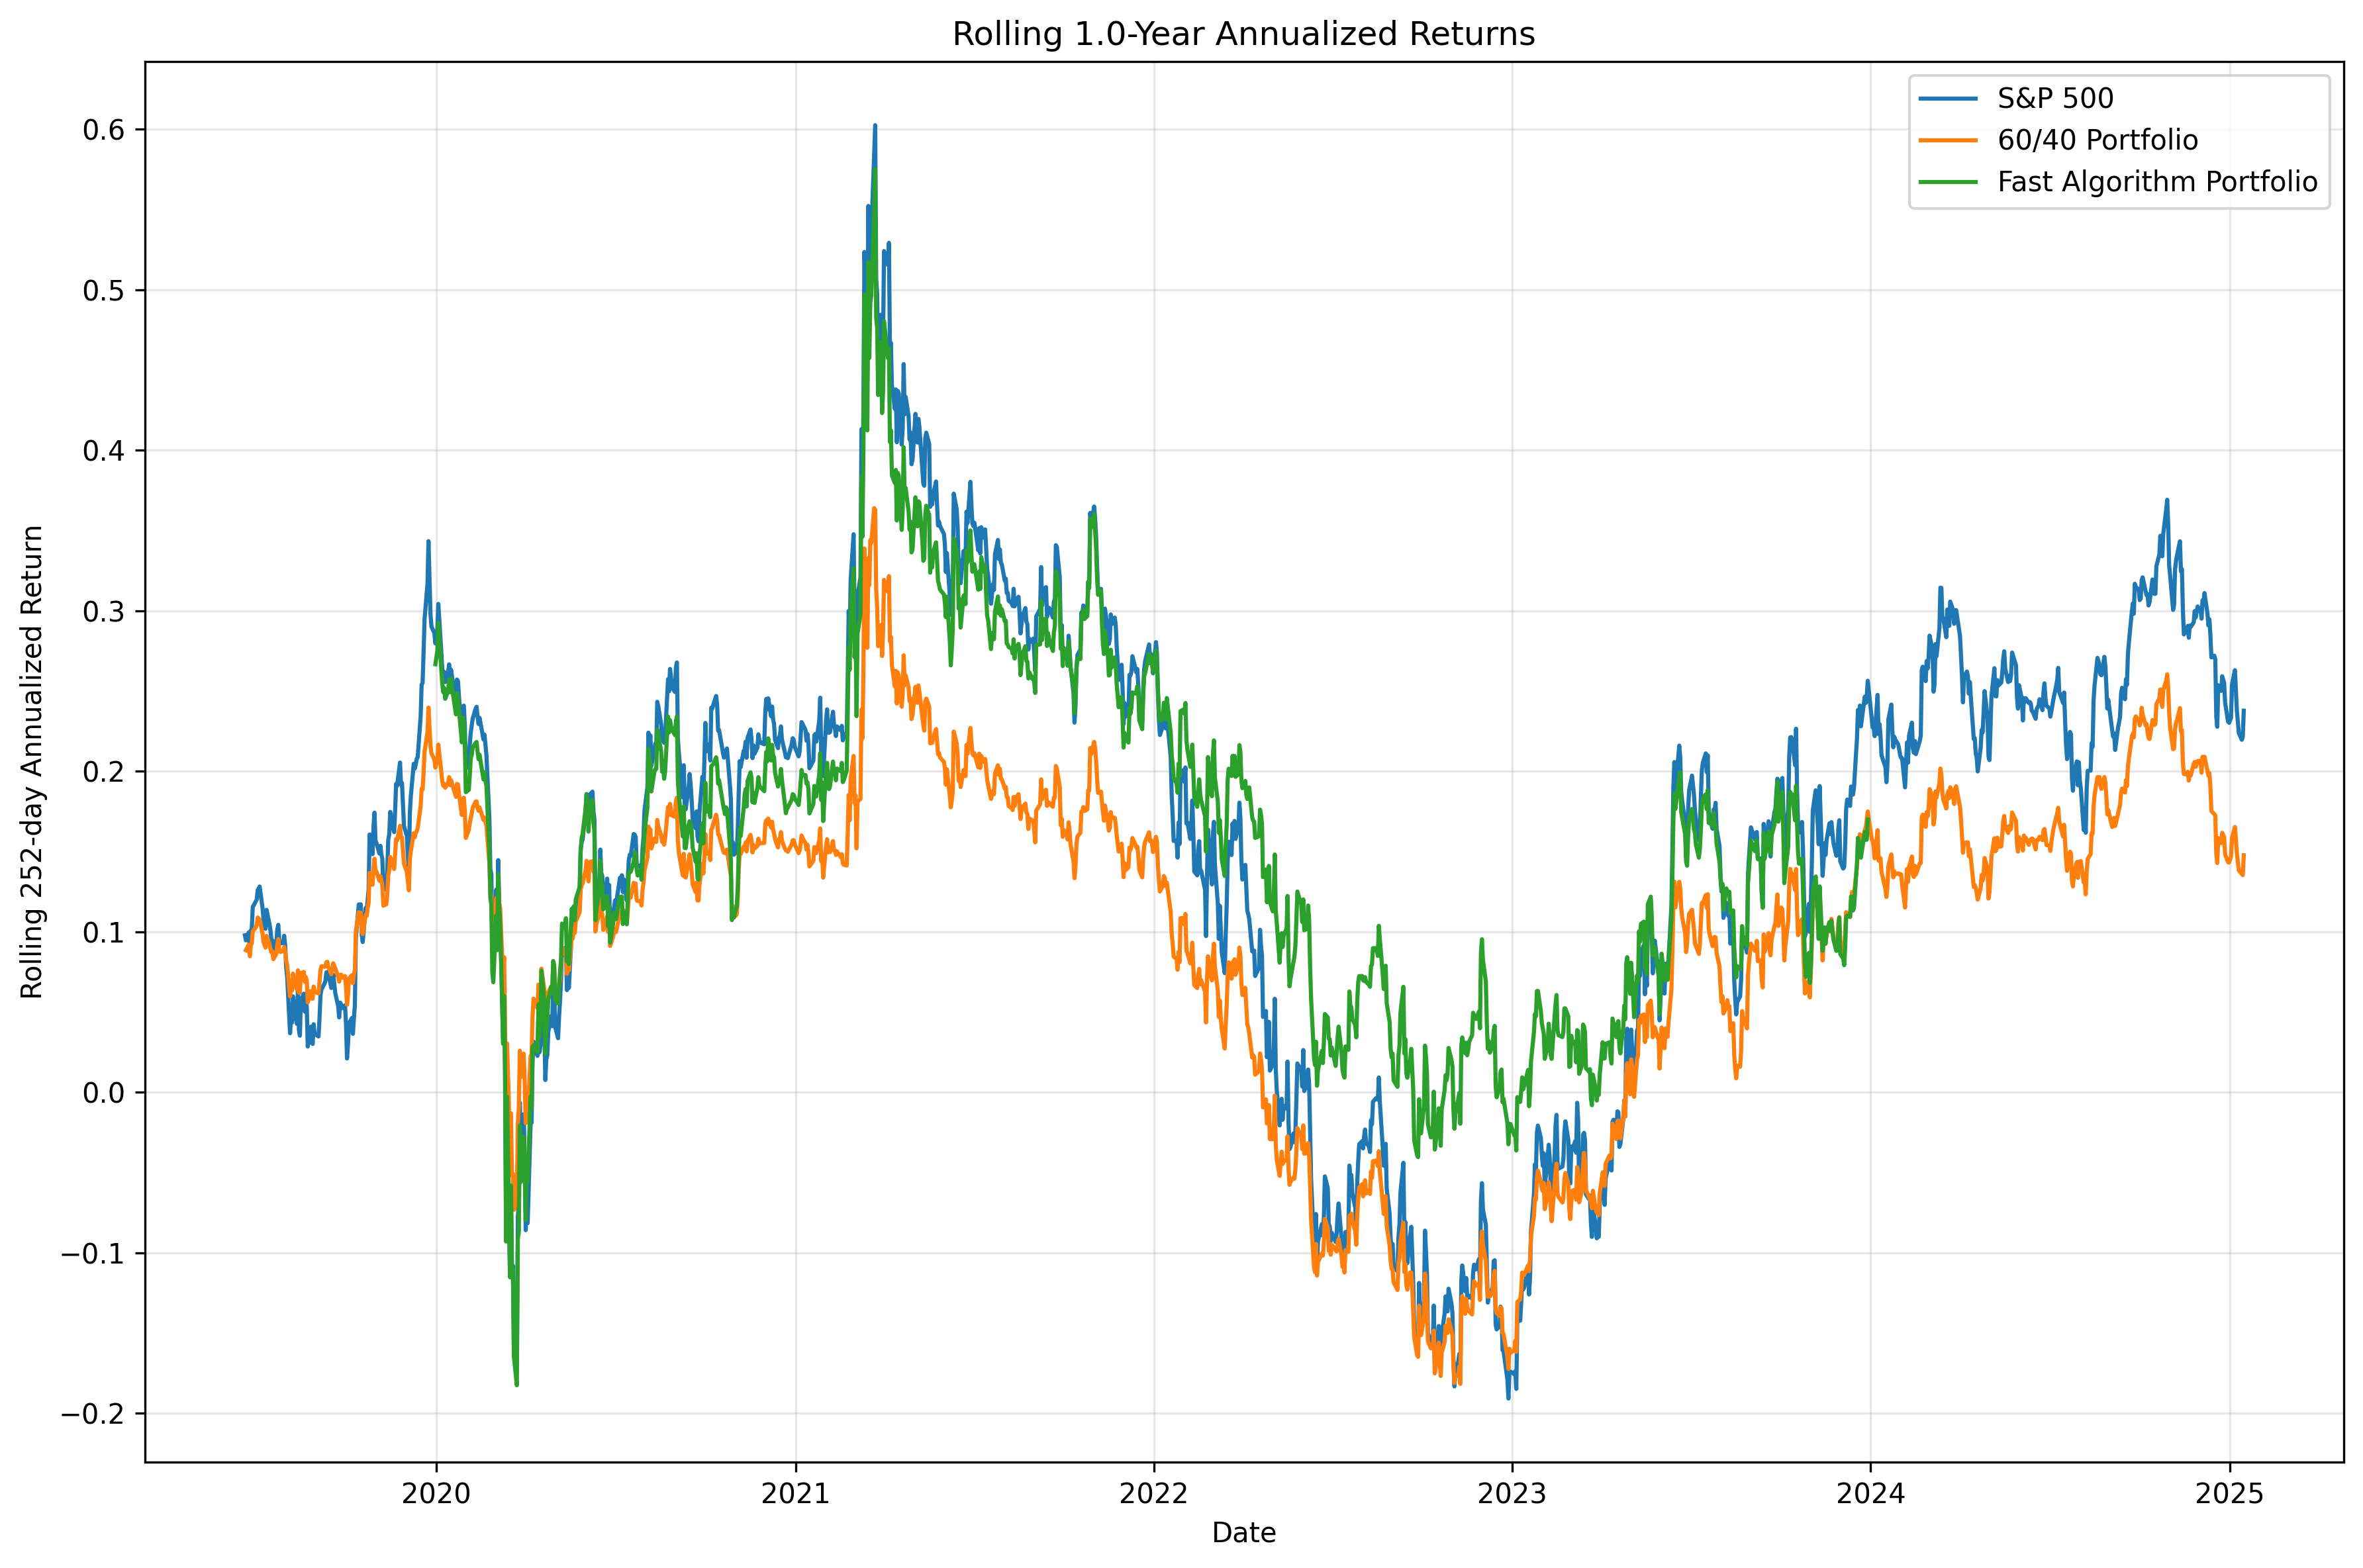 Rolling 1.0-Year Annualized Returns
S&P 500
60/40 Portfolio
Fast Algorithm Portfolio
Rolling 252-day Annualized Return
0.6
0.5
0.4
0.3
0.2
0.1
0.0
−0.1
−0.2
2020
2021
2022
2023
2024
2025
Date